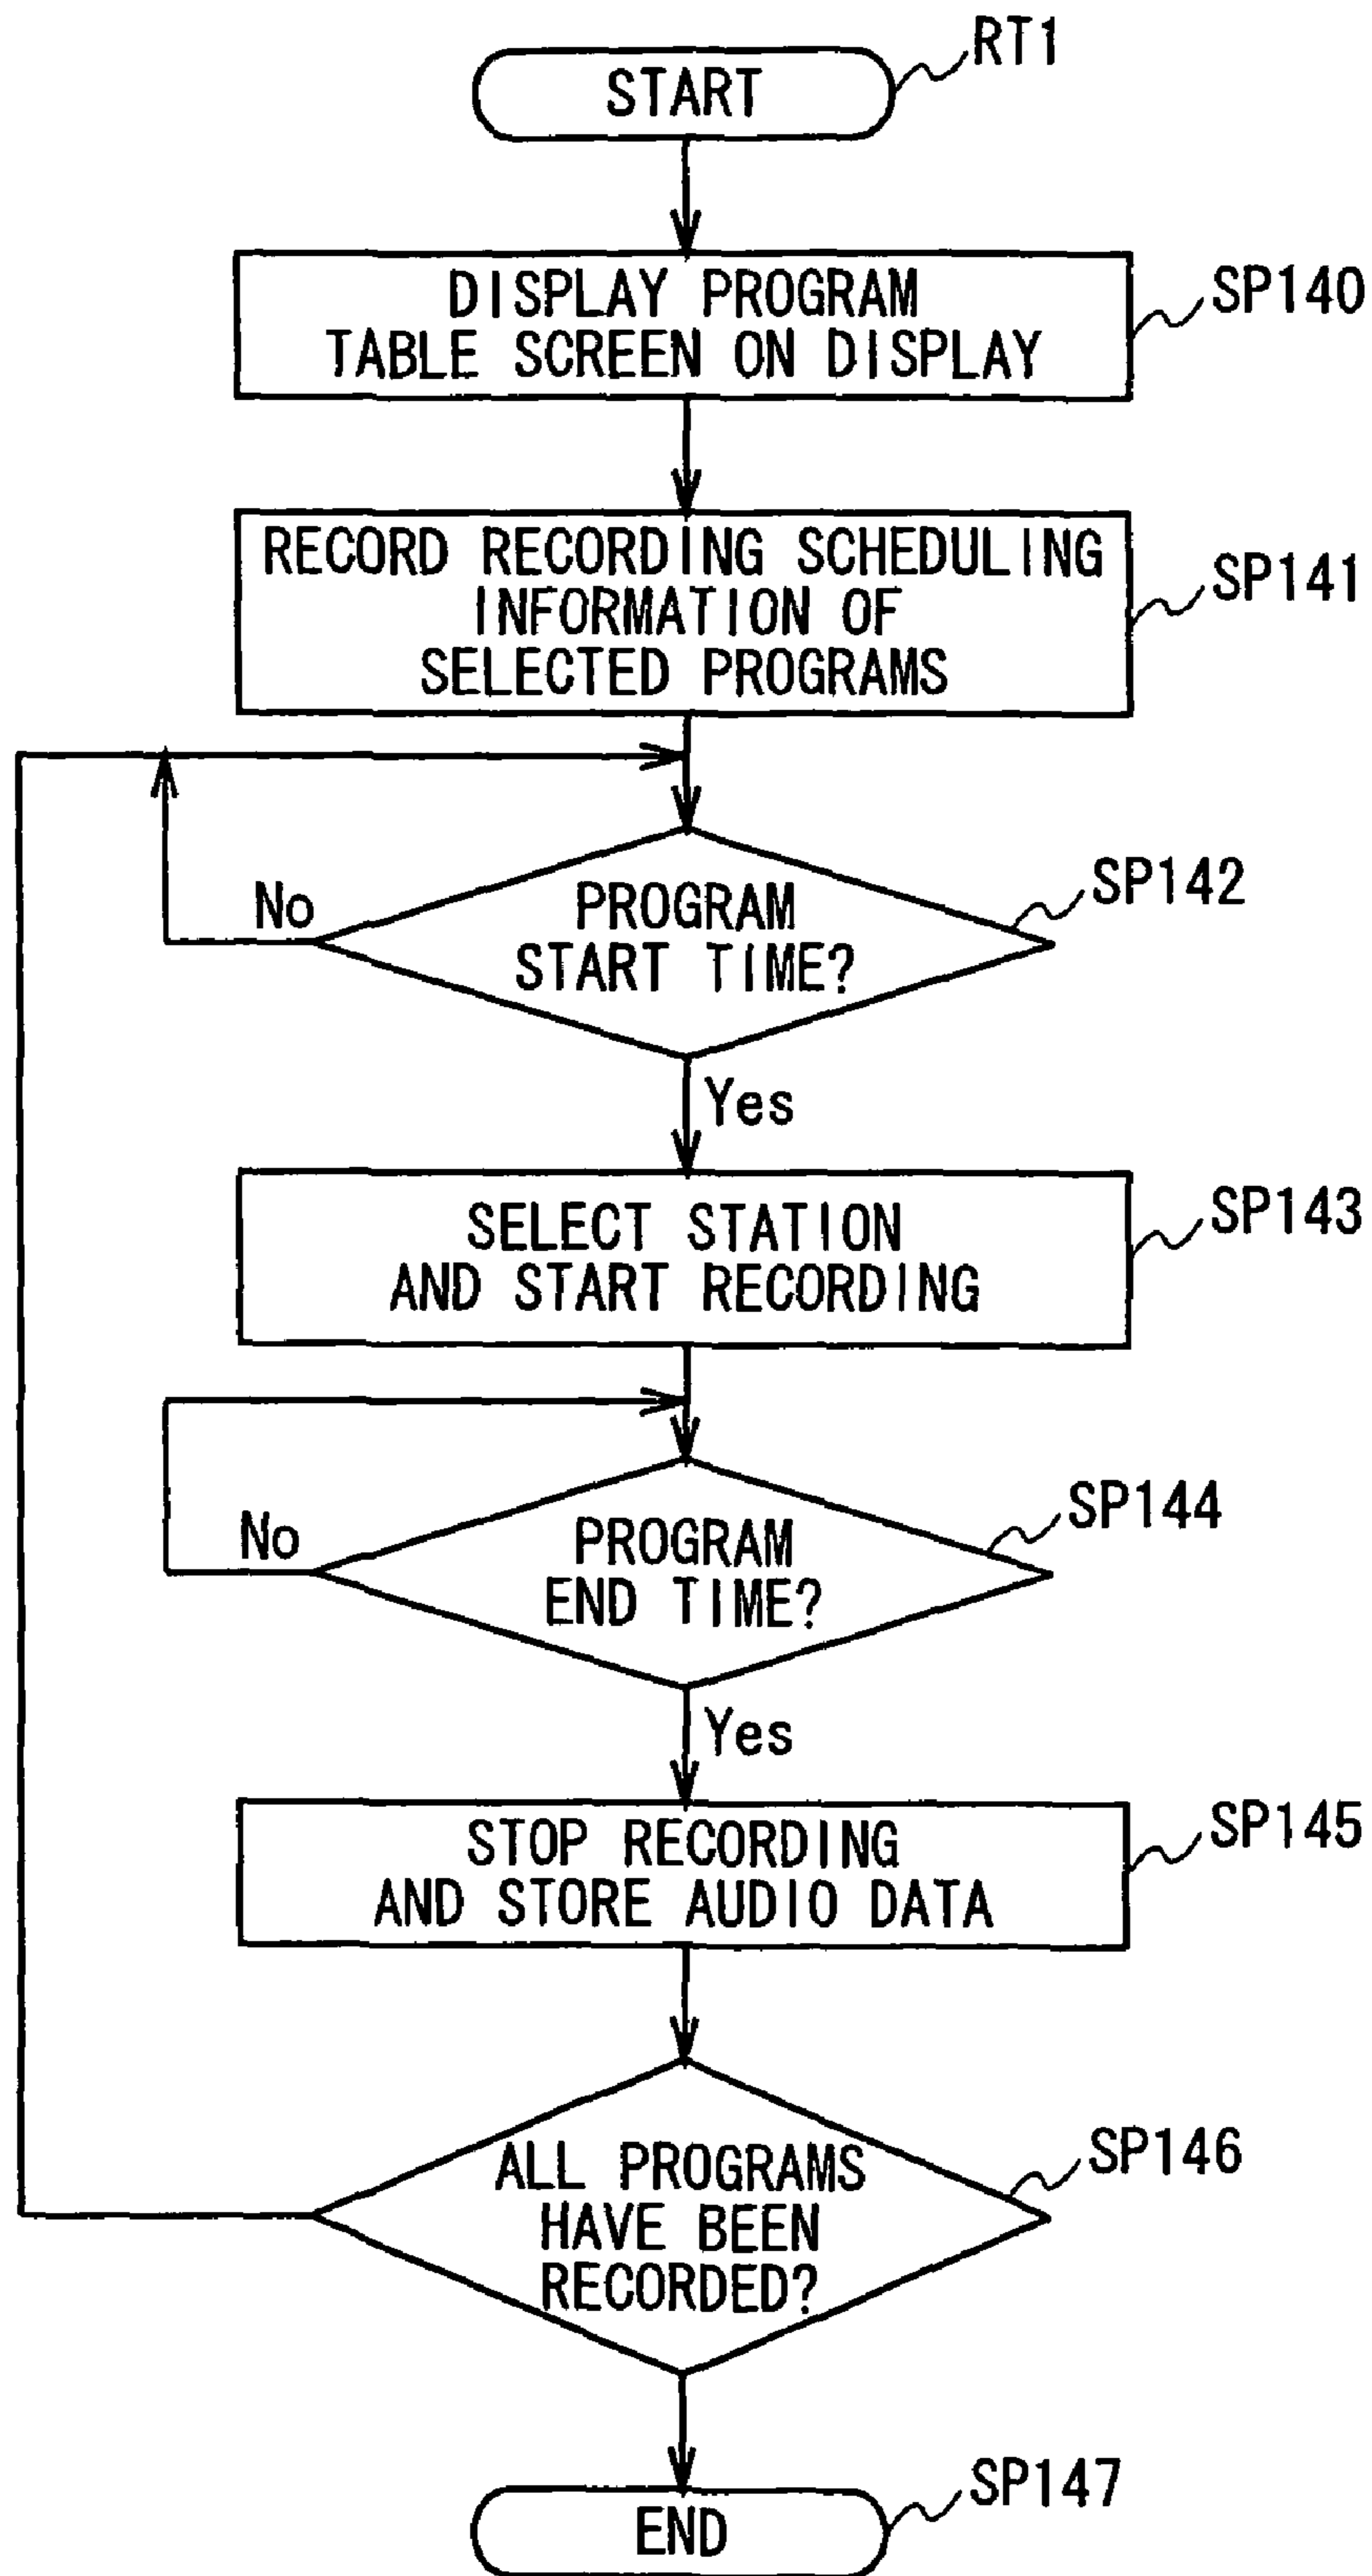 RT1
START
SP140
DISPLAY PROGRAM
TABLE SCREEN ON DISPLAY
SP141
RECORD RECORDING SCHEDULING
INFORMATION OF
SELECTED PROGRAMS
SP142
No
PROGRAM
START TIME?
Yes
SP143
SELECT STATION
AND START RECORDING
SP144
No
PROGRAM
END TIME?
Yes
SP145
STOP RECORDING
AND STORE AUDIO DATA
SP146
ALL PROGRAMS
HAVE BEEN
RECORDED?
SP147
END